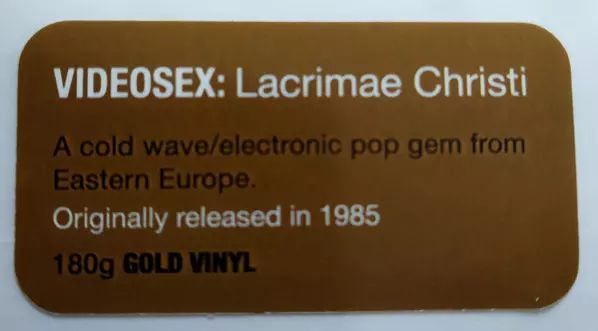 VIDEOSEX: Lacrimae Christi
A cold wave/electronic pop gem from
Eastern Europe.
Originally released in 1985
180g GOLD VINYL